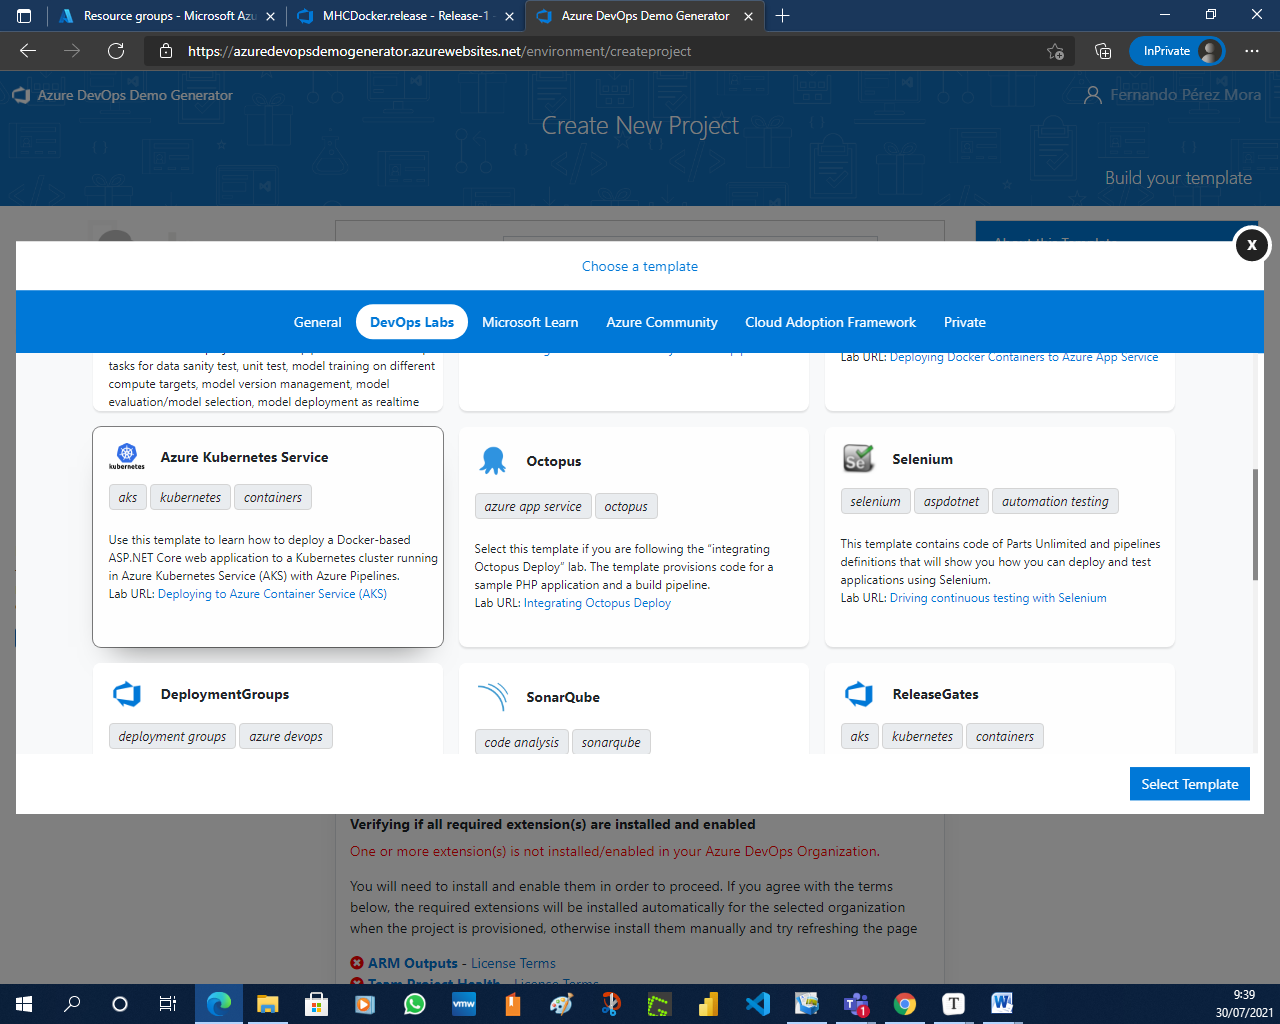 Resource groups - Microsoft Azu
MHCDocker.release - Release-1 -
Azure DevOps Demo Generator
https://azuredevopsdemogenerator.azurewebsites.net/environment/createproject
InPrivate
Azure DevOps Demo Generator
Fernando Pérez Mora
Create New Project
Build your template
X
Choose a template
General
DevOps Labs
Microsoft Learn
Azure Community
Cloud Adoption Framework
Private
tasks for data sanity test, unit test, model training on different
compute targets, model version management, model
evaluation/model selection, model deployment as realtime
Lab URL: Deploying Docker Containers to Azure App Service
kubernetes
Azure Kubernetes Service
aks kubernetes containers
Use this template to learn how to deploy a Docker-based
ASP.NET Core web application to a Kubernetes cluster running
in Azure Kubernetes Service (AKS) with Azure Pipelines.
Lab URL: Deploying to Azure Container Service (AKS)
Octopus
azure app service octopus
Select this template if you are following the “integrating
Octopus Deploy” lab. The template provisions code for a
sample PHP application and a build pipeline.
Lab URL: Integrating Octopus Deploy
Se
Selenium
selenium aspdotnet automation testing
This template contains code of Parts Unlimited and pipelines
definitions that will show you how you can deploy and test
applications using Selenium.
Lab URL: Driving continuous testing with Selenium
DeploymentGroups
deployment groups azure devops
SonarQube
code analysis sonarqube
ReleaseGates
aks kubernetes containers
Select Template
Verifying if all required extension(s) are installed and enabled
One or more extension(s) is not installed/enabled in your Azure DevOps Organization.
You will need to install and enable them in order to proceed. If you agree with the terms
below, the required extensions will be installed automatically for the selected organization
when the project is provisioned, otherwise install them manually and try refreshing the page
ARM Outputs - License Terms
Team Project Health - License Terms
vmw
1
T
W
9:39
30/07/2021